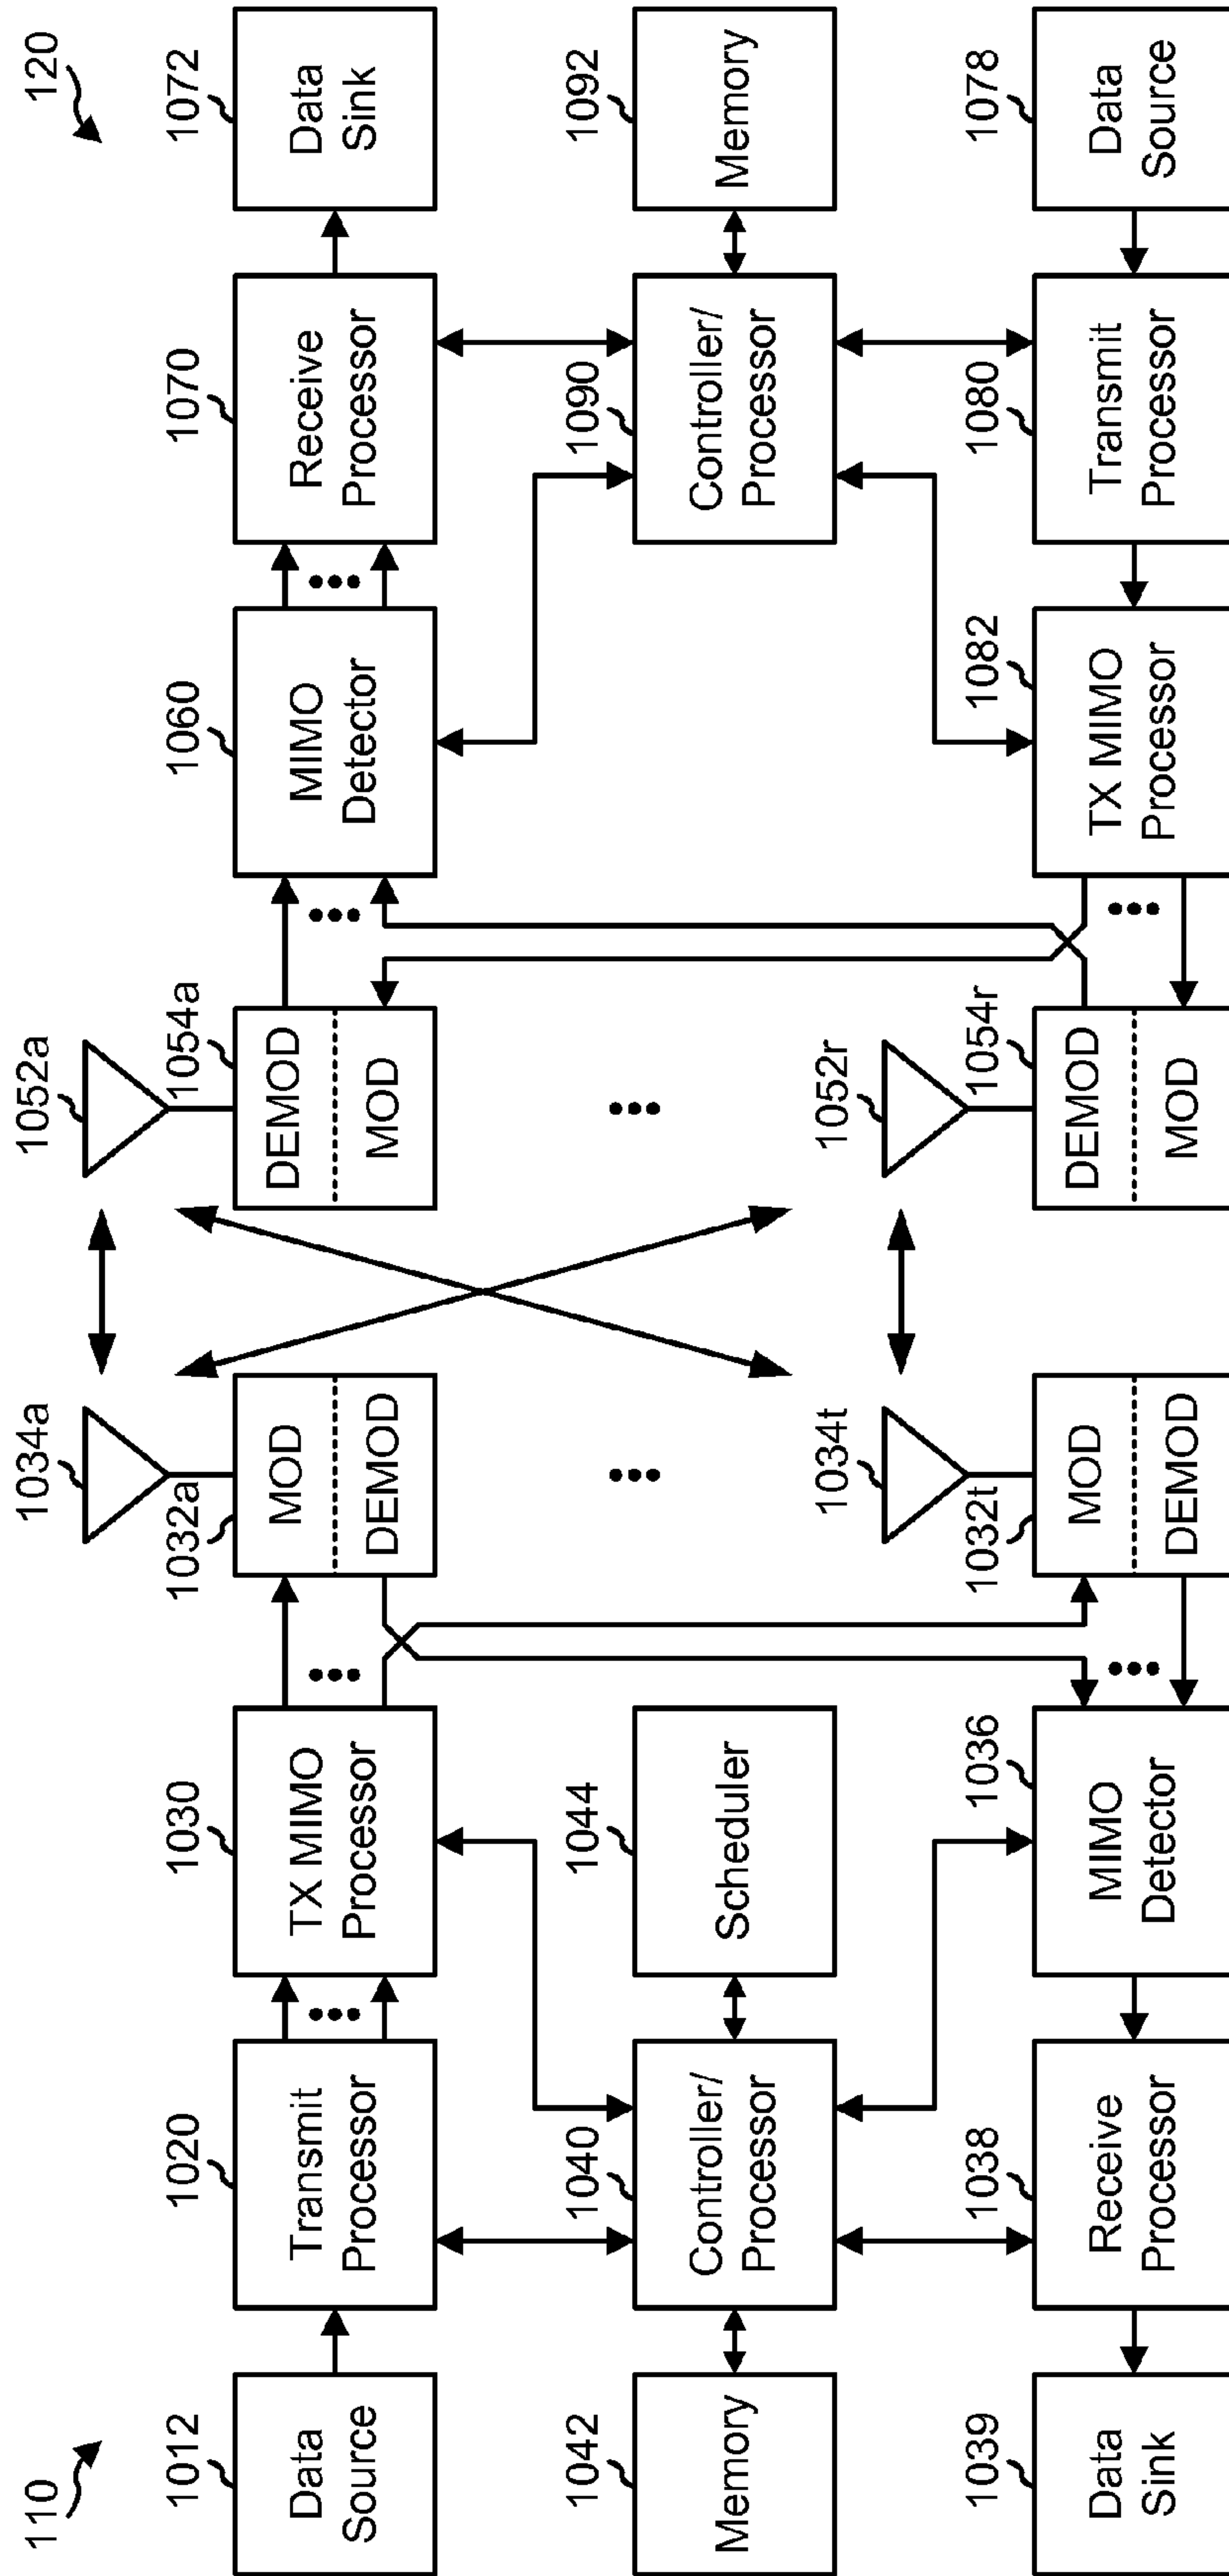 110
120
1012
1020
1030
1034a
1032a
1052a
1054a
1060
1070
1072
Data
Source
Transmit
Processor
TX MIMO
Processor
MOD
DEMOD
DEMOD
MOD
MIMO
Detector
Receive
Processor
Data
Sink
1042
1040
1044
1090
1092
Memory
Controller/
Processor
Scheduler
Controller/
Processor
Memory
1039
1038
1036
1034t
1032t
1052r
1054r
1082
1080
1078
Data
Sink
Receive
Processor
MIMO
Detector
MOD
DEMOD
DEMOD
MOD
TX MIMO
Processor
Transmit
Processor
Data
Source